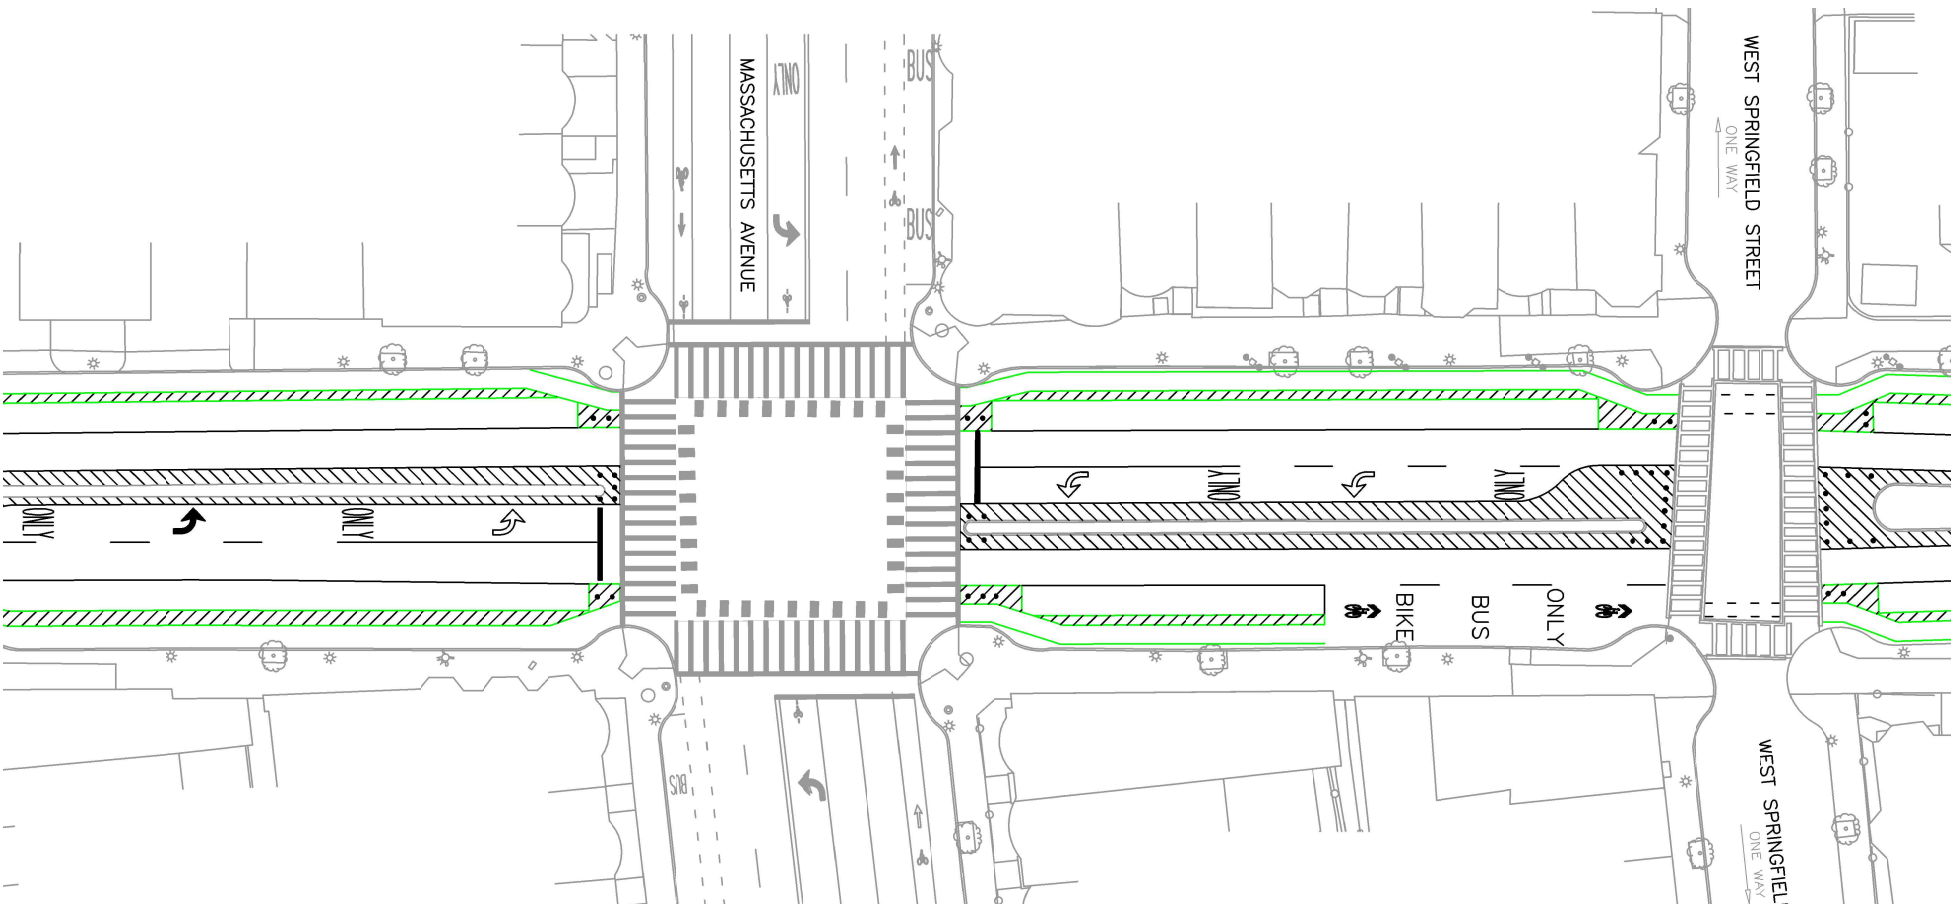 MASSACHUSETTS AVENUE
ONLY
BUS
BUS
WEST SPRINGFIELD STREET
ONE WAY
ONLY
ONLY
ONLY
ONLY
BIKE
BUS
ONLY
BUS
WEST SPRINGFIEL
ONE WAY